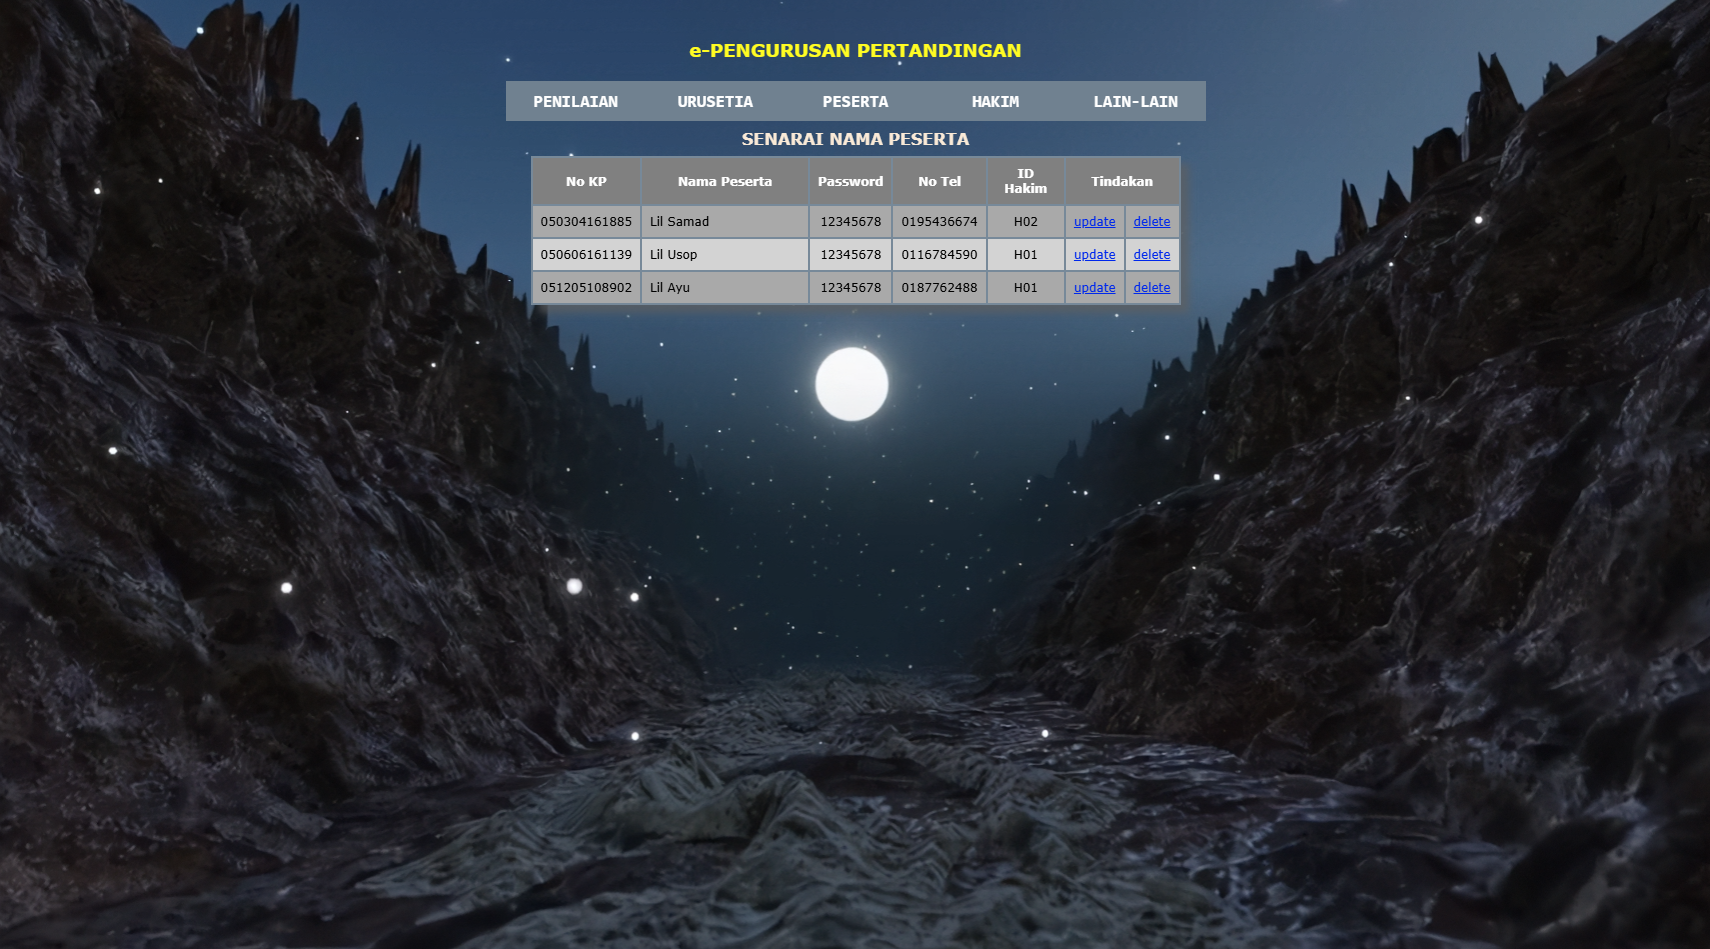 e-PENGURUSAN PERTANDINGAN
PENILAIAN URUSETIA PESERTA HAKIM LAIN-LAIN
SENARAI NAMA PESERTA
No KP Nama Peserta Password No Tel ID Hakim Tindakan
050304161885 Lil Samad 12345678 0195436674 H02 update delete
050606161139 Lil Usop 12345678 0116784590 H01 update delete
051205108902 Lil Ayu 12345678 0187762488 H01 update delete